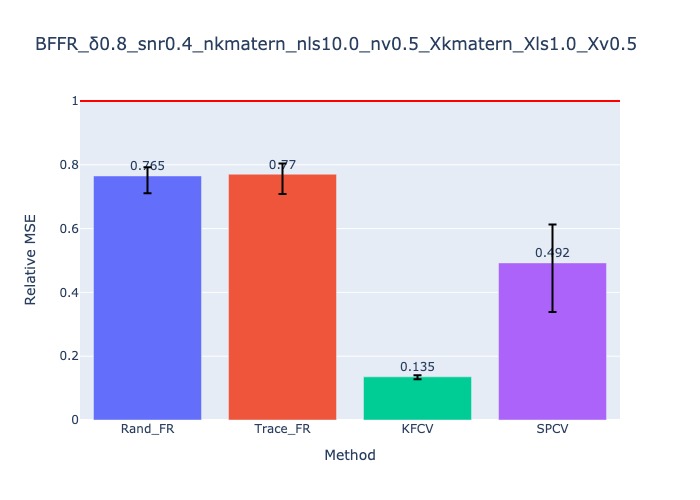 BFFR_δ0.8_snr0.4_nkmatern_nls10.0_nv0.5_Xkmatern_Xls1.0_Xv0.5
1
0.8
0.6
0.4
0.2
0
Relative MSE
0.765
0.77
0.135
0.492
Rand_FR
Trace_FR
KFCV
SPCV
Method